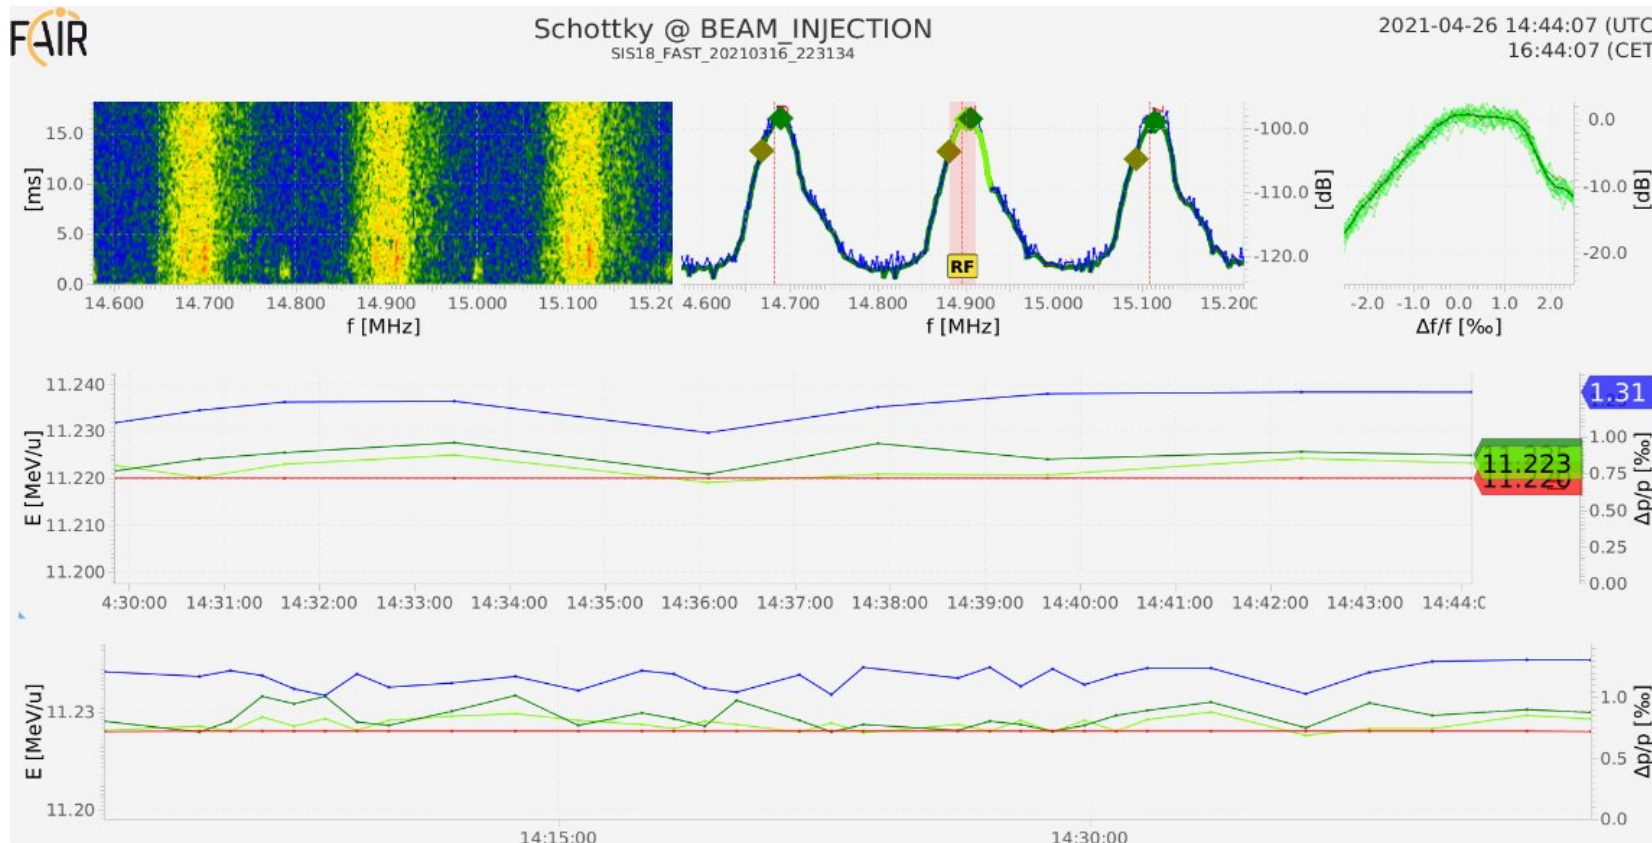 FAIR
Schottky @ BEAM_INJECTION
SIS18_FAST_20210316_223134
2021-04-26 14:44:07 (UTC
16:44:07 (CET
15.0
10.0
5.0
0.0
[ms]
14.600 14.700 14.800 14.900 15.000 15.100 15.20
f [MHz]
RF
-100.0
-110.0
-120.0
[dB]
4.600 14.700 14.800 14.900 15.000 15.100 15.200
f [MHz]
0.0
-10.0
-20.0
[dB]
-2.0 -1.0 0.0 1.0 2.0
Δf/f [‰]
11.240
11.230
11.220
11.210
11.200
E [MeV/u]
1.31
11.223
11.220
1.00
0.75
0.50
0.25
0.00
Δp/p [‰]
4:30:00 14:31:00 14:32:00 14:33:00 14:34:00 14:35:00 14:36:00 14:37:00 14:38:00 14:39:00 14:40:00 14:41:00 14:42:00 14:43:00 14:44:0
11.23
11.20
E [MeV/u]
1.0
0.5
0.0
Δp/p [‰]
14:15:00 14:30:00